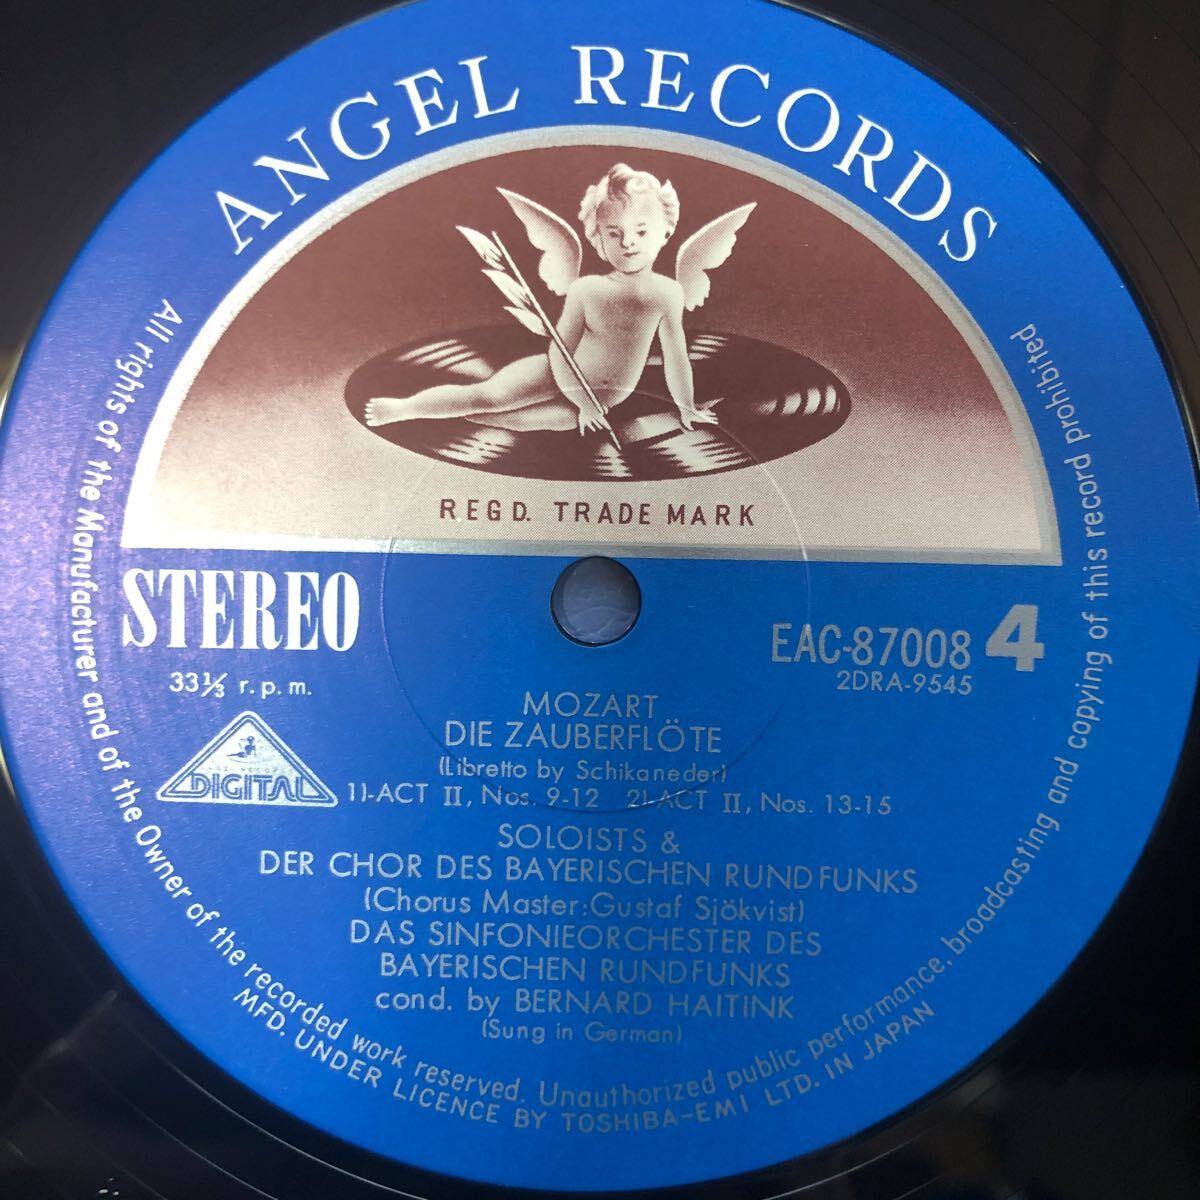 ANGEL RECORDS
REGD. TRADE MARK
STEREO
33⅓ r.p.m.
EAC-87008 4
2DRA-9545
DIGITAL
MOZART
DIE ZAUBERFLÖTE
(Libretto by Schikaneder)
1)-ACT II, Nos. 9-12 2)-ACT II, Nos. 13-15
SOLOISTS &
DER CHOR DES BAYERISCHEN RUNDFUNKS
(Chorus Master:Gustaf Sjökvist)
DAS SINFONIEORCHESTER DES
BAYERISCHEN RUNDFUNKS
cond. by BERNARD HAITINK
(Sung in German)
All rights of the Manufacturer and of the Owner of the recorded work reserved. Unauthorized public performance, broadcasting and copying of this record prohibited
MFD. UNDER LICENCE BY TOSHIBA-EMI LTD. IN JAPAN